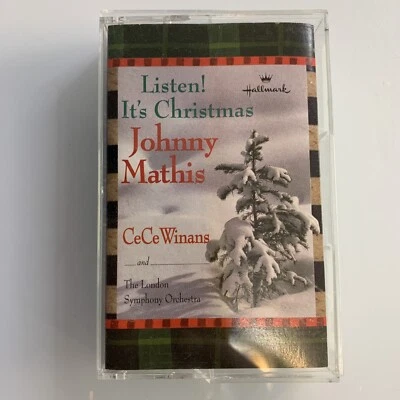 Listen!
Hallmark
It's Christmas
Johnny
Mathis
CeCe Winans
and
The London
Symphony Orchestra